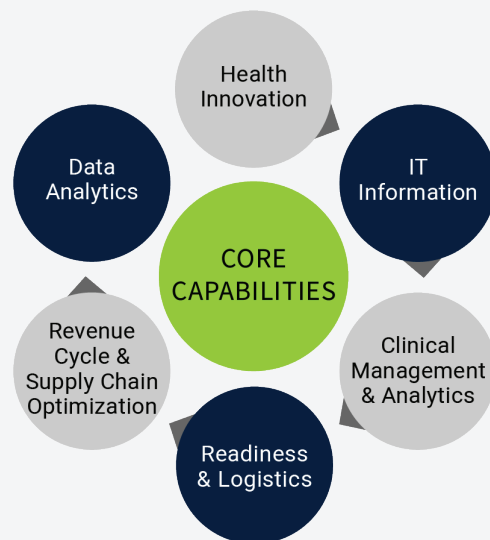 Health
Innovation
Data
Analytics
IT
Information
CORE
CAPABILITIES
Revenue
Cycle &
Supply Chain
Optimization
Clinical
Management
& Analytics
Readiness
& Logistics